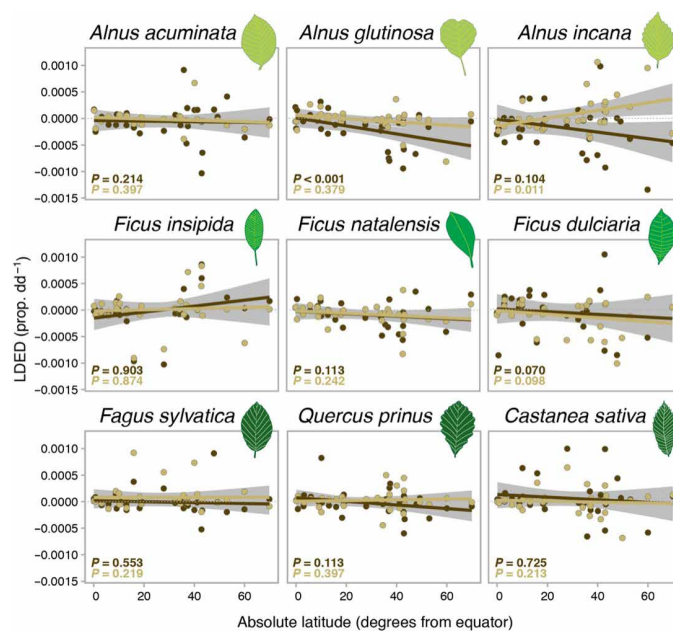 Alnus acuminata Alnus glutinosa Alnus incana
0.0010
0.0005
0.0000
−0.0005
−0.0010
−0.0015
P = 0.214 P < 0.001 P = 0.104
P = 0.397 P = 0.379 P = 0.011
Ficus insipida Ficus natalensis Ficus dulciaria
0.0010
0.0005
0.0000
−0.0005
−0.0010
−0.0015
P = 0.903 P = 0.113 P = 0.070
P = 0.874 P = 0.242 P = 0.098
LDED (prop. dd⁻¹)
Fagus sylvatica Quercus prinus Castanea sativa
0.0010
0.0005
0.0000
−0.0005
−0.0010
−0.0015
P = 0.553 P = 0.113 P = 0.725
P = 0.219 P = 0.397 P = 0.213
0 20 40 60 0 20 40 60 0 20 40 60
Absolute latitude (degrees from equator)